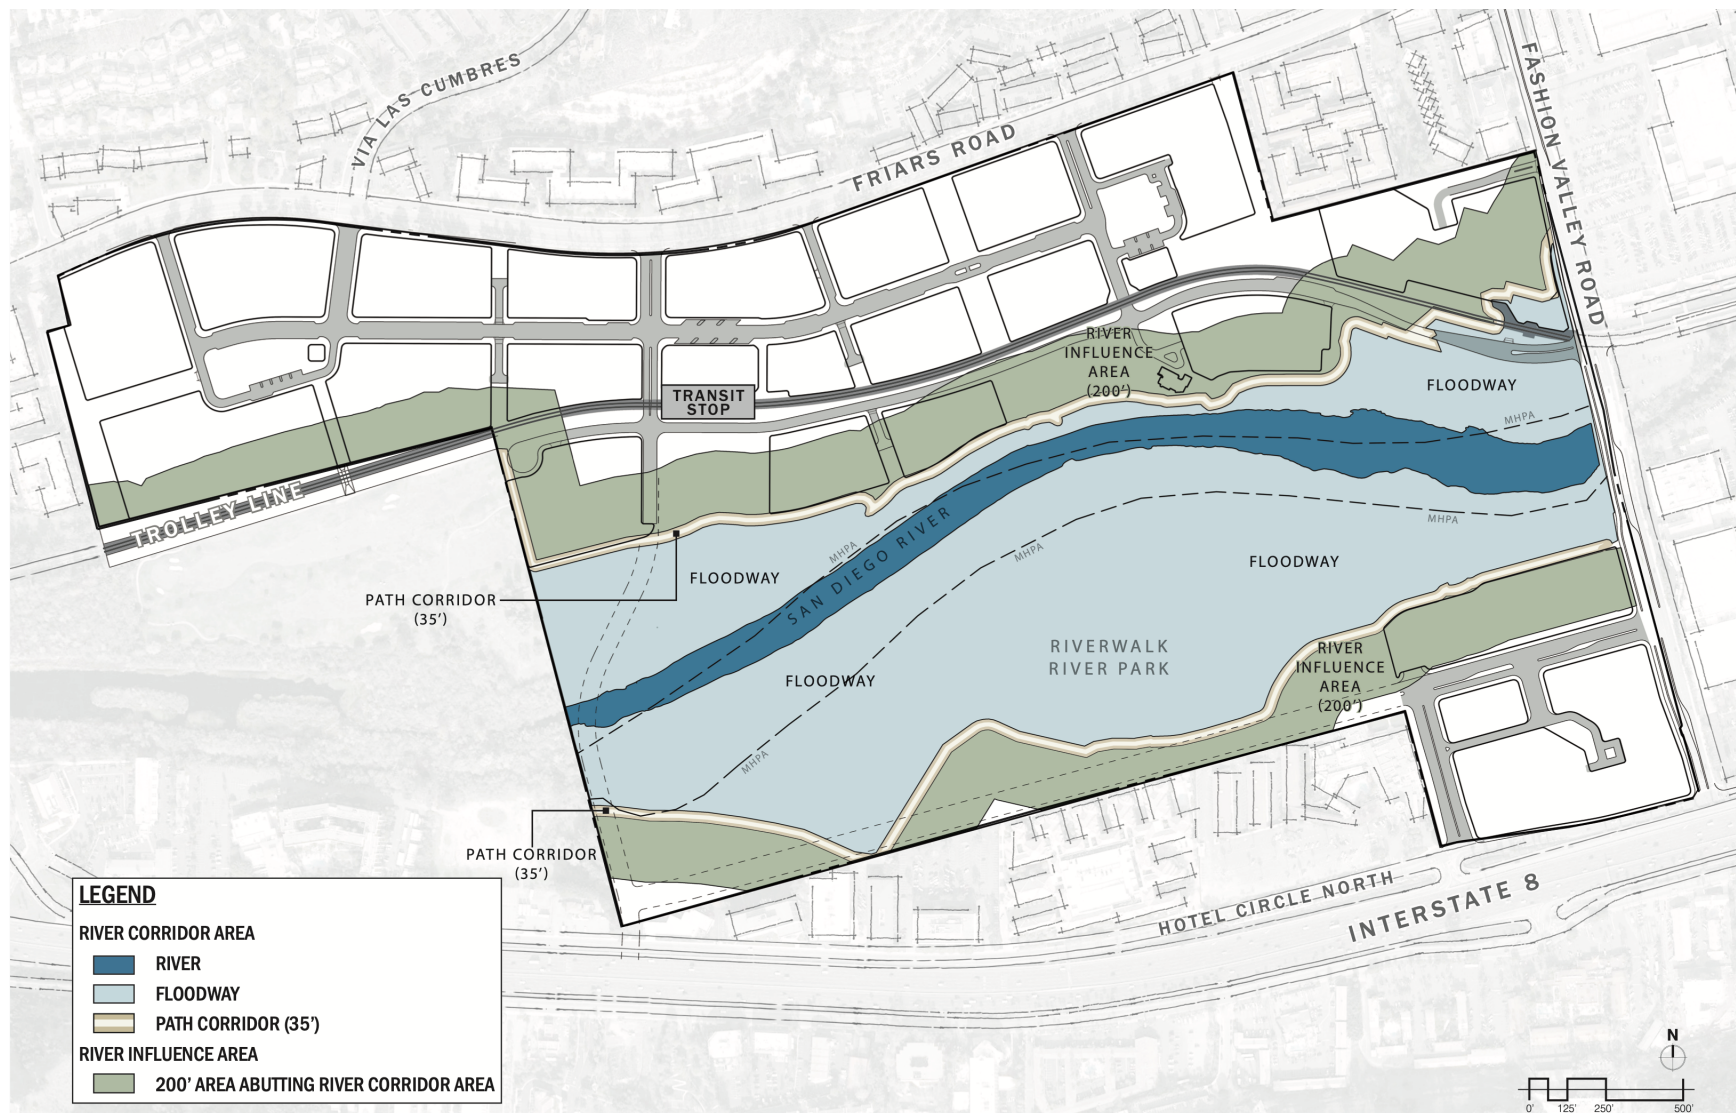 VIA LAS CUMBRES
FRIARS ROAD
FASHION VALLEY ROAD
RIVER
INFLUENCE
AREA
(200')
TRANSIT
STOP
FLOODWAY
MHPA
TROLLEY LINE
MHPA
SAN DIEGO RIVER
MHPA
MHPA
FLOODWAY
FLOODWAY
PATH CORRIDOR
(35')
RIVERWALK
RIVER PARK
RIVER
INFLUENCE
AREA
(200')
FLOODWAY
MHPA
PATH CORRIDOR
(35')
HOTEL CIRCLE NORTH
INTERSTATE 8
LEGEND
RIVER CORRIDOR AREA
RIVER
FLOODWAY
PATH CORRIDOR (35')
RIVER INFLUENCE AREA
200' AREA ABUTTING RIVER CORRIDOR AREA
N
0' 125' 250' 500'